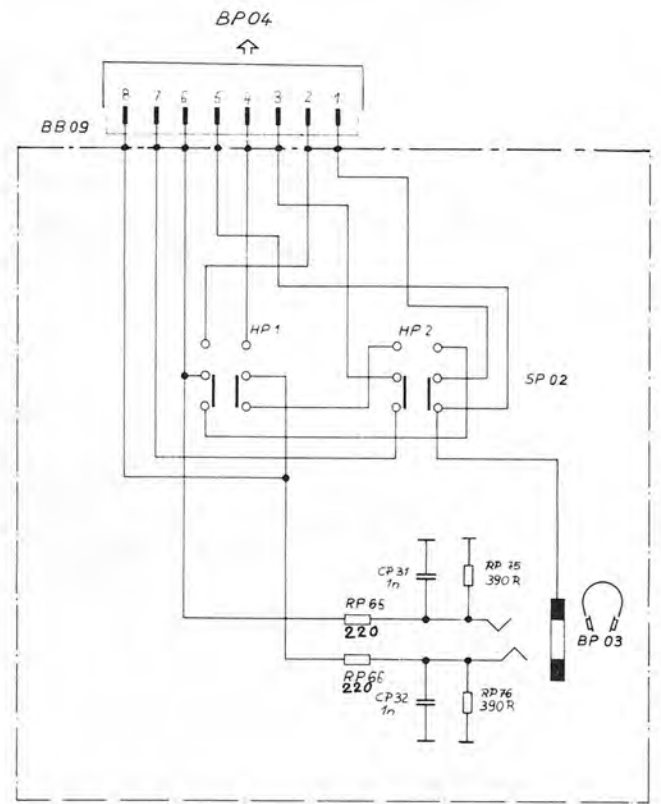 BP04
8 7 6 5 4 3 2 1
BB09
HP1
HP2
SP02
CP31
1n
RP75
390R
RP65
220
BP03
RP66
220
CP32
1n
RP76
390R